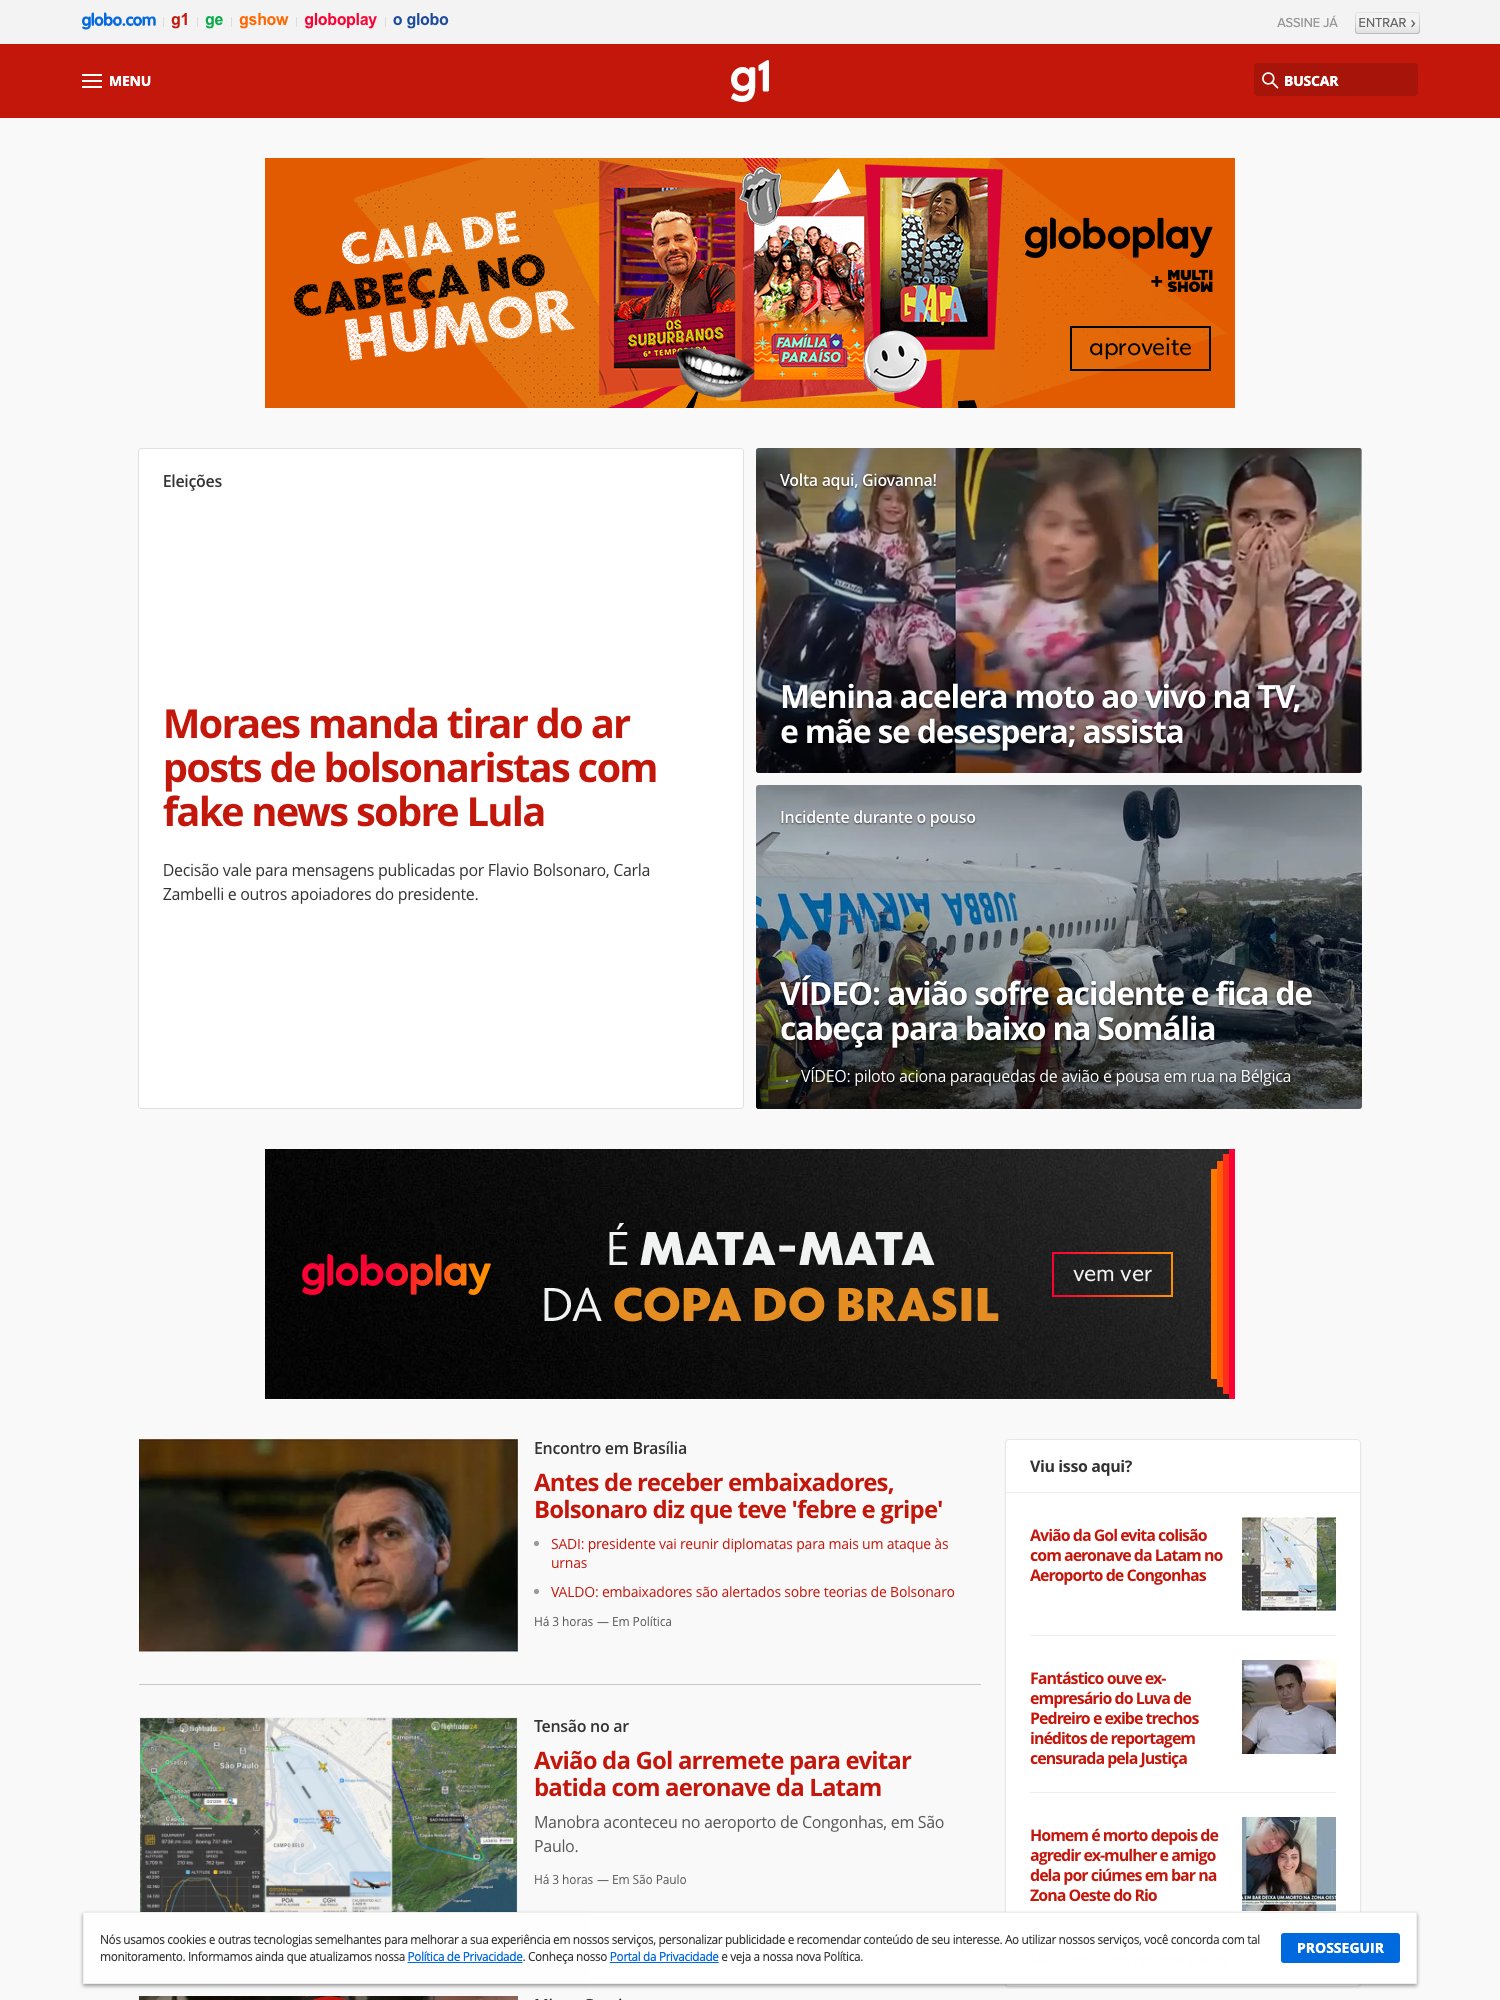 globo.com g1 ge gshow globoplay o globo
ASSINE JÁ ENTRAR ›
MENU
g1
BUSCAR
CAIA DE
CABEÇA NO
HUMOR
OS
SUBURBANOS
FAMÍLIA
PARAÍSO
TÔ DE
GRAÇA
globoplay
+ MULTI
SHOW
aproveite
Eleições
Moraes manda tirar do ar
posts de bolsonaristas com
fake news sobre Lula
Decisão vale para mensagens publicadas por Flavio Bolsonaro, Carla
Zambelli e outros apoiadores do presidente.
Volta aqui, Giovanna!
Menina acelera moto ao vivo na TV,
e mãe se desespera; assista
Incidente durante o pouso
JUBBA AIRWAYS
VÍDEO: avião sofre acidente e fica de
cabeça para baixo na Somália
VÍDEO: piloto aciona paraquedas de avião e pousa em rua na Bélgica
globoplay
É MATA-MATA
DA COPA DO BRASIL
vem ver
Encontro em Brasília
Antes de receber embaixadores,
Bolsonaro diz que teve 'febre e gripe'
SADI: presidente vai reunir diplomatas para mais um ataque às
urnas
VALDO: embaixadores são alertados sobre teorias de Bolsonaro
Há 3 horas — Em Política
Tensão no ar
Avião da Gol arremete para evitar
batida com aeronave da Latam
Manobra aconteceu no aeroporto de Congonhas, em São
Paulo.
Há 3 horas — Em São Paulo
flightradar24
São Paulo
GOL
CAMPO BELO
POA
CGH
flightradar24
Viu isso aqui?
Avião da Gol evita colisão
com aeronave da Latam no
Aeroporto de Congonhas
Fantástico ouve ex-
empresário do Luva de
Pedreiro e exibe trechos
inéditos de reportagem
censurada pela Justiça
Homem é morto depois de
agredir ex-mulher e amigo
dela por ciúmes em bar na
Zona Oeste do Rio
Nós usamos cookies e outras tecnologias semelhantes para melhorar a sua experiência em nossos serviços, personalizar publicidade e recomendar conteúdo de seu interesse. Ao utilizar nossos serviços, você concorda com tal
monitoramento. Informamos ainda que atualizamos nossa Política de Privacidade. Conheça nosso Portal da Privacidade e veja a nossa nova Política.
PROSSEGUIR